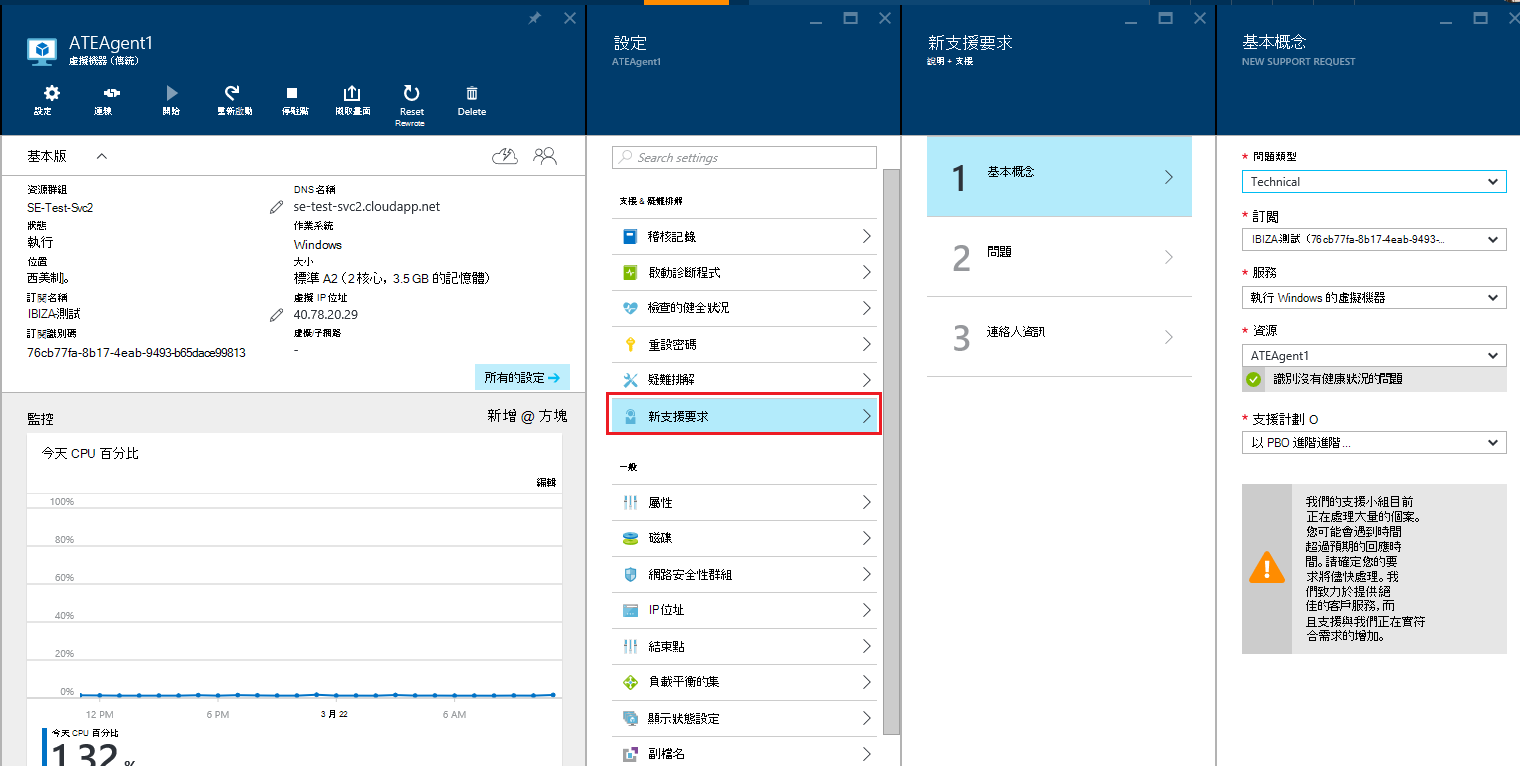 ATEAgent1
虛擬機器 (傳統)
設定
連線
開始
重新啟動
停駐點
擷取畫面
Reset
Rewrote
Delete
基本版
資源群組
SE-Test-Svc2
狀態
執行
位置
西美制。
訂閱名稱
IBIZA測試
訂閱識別碼
76cb77fa-8b17-4eab-9493-b65dace99813
DNS 名稱
se-test-svc2.cloudapp.net
作業系統
Windows
大小
標準 A2 (2 核心, 3.5 GB 的記憶體)
虛擬 IP 位址
40.78.20.29
虛擬/子網路
-
所有的設定
監控
新增 @ 方塊
今天 CPU 百分比
編輯
100%
80%
60%
40%
20%
0%
12 PM
6 PM
3 月 22
6 AM
今天 CPU 百分比
1.32 %
設定
ATEAgent1
Search settings
支援 & 疑難排解
稽核記錄
啟動診斷程式
檢查的健全狀況
重設密碼
疑難排解
新支援要求
一般
屬性
磁碟
網路安全性群組
IP位址
結束點
負載平衡的集
顯示狀態設定
副檔名
新支援要求
說明 + 支援
1
基本概念
2
問題
3
連絡人資訊
基本概念
NEW SUPPORT REQUEST
* 問題類型
Technical
* 訂閱
IBIZA測試 (76cb77fa-8b17-4eab-9493-...
* 服務
執行 Windows 的虛擬機器
* 資源
ATEAgent1
識別沒有健康狀況的問題
* 支援計劃 O
以 PBO 進階進階...
我們的支援小組目前
正在處理大量的個案。
您可能會遇到時間
超過預期的回應時
間。請確定您的要
求將儘快處理。我
們致力於提供絕
佳的客戶服務, 而
且支援與我們正在實符
合需求的增加。